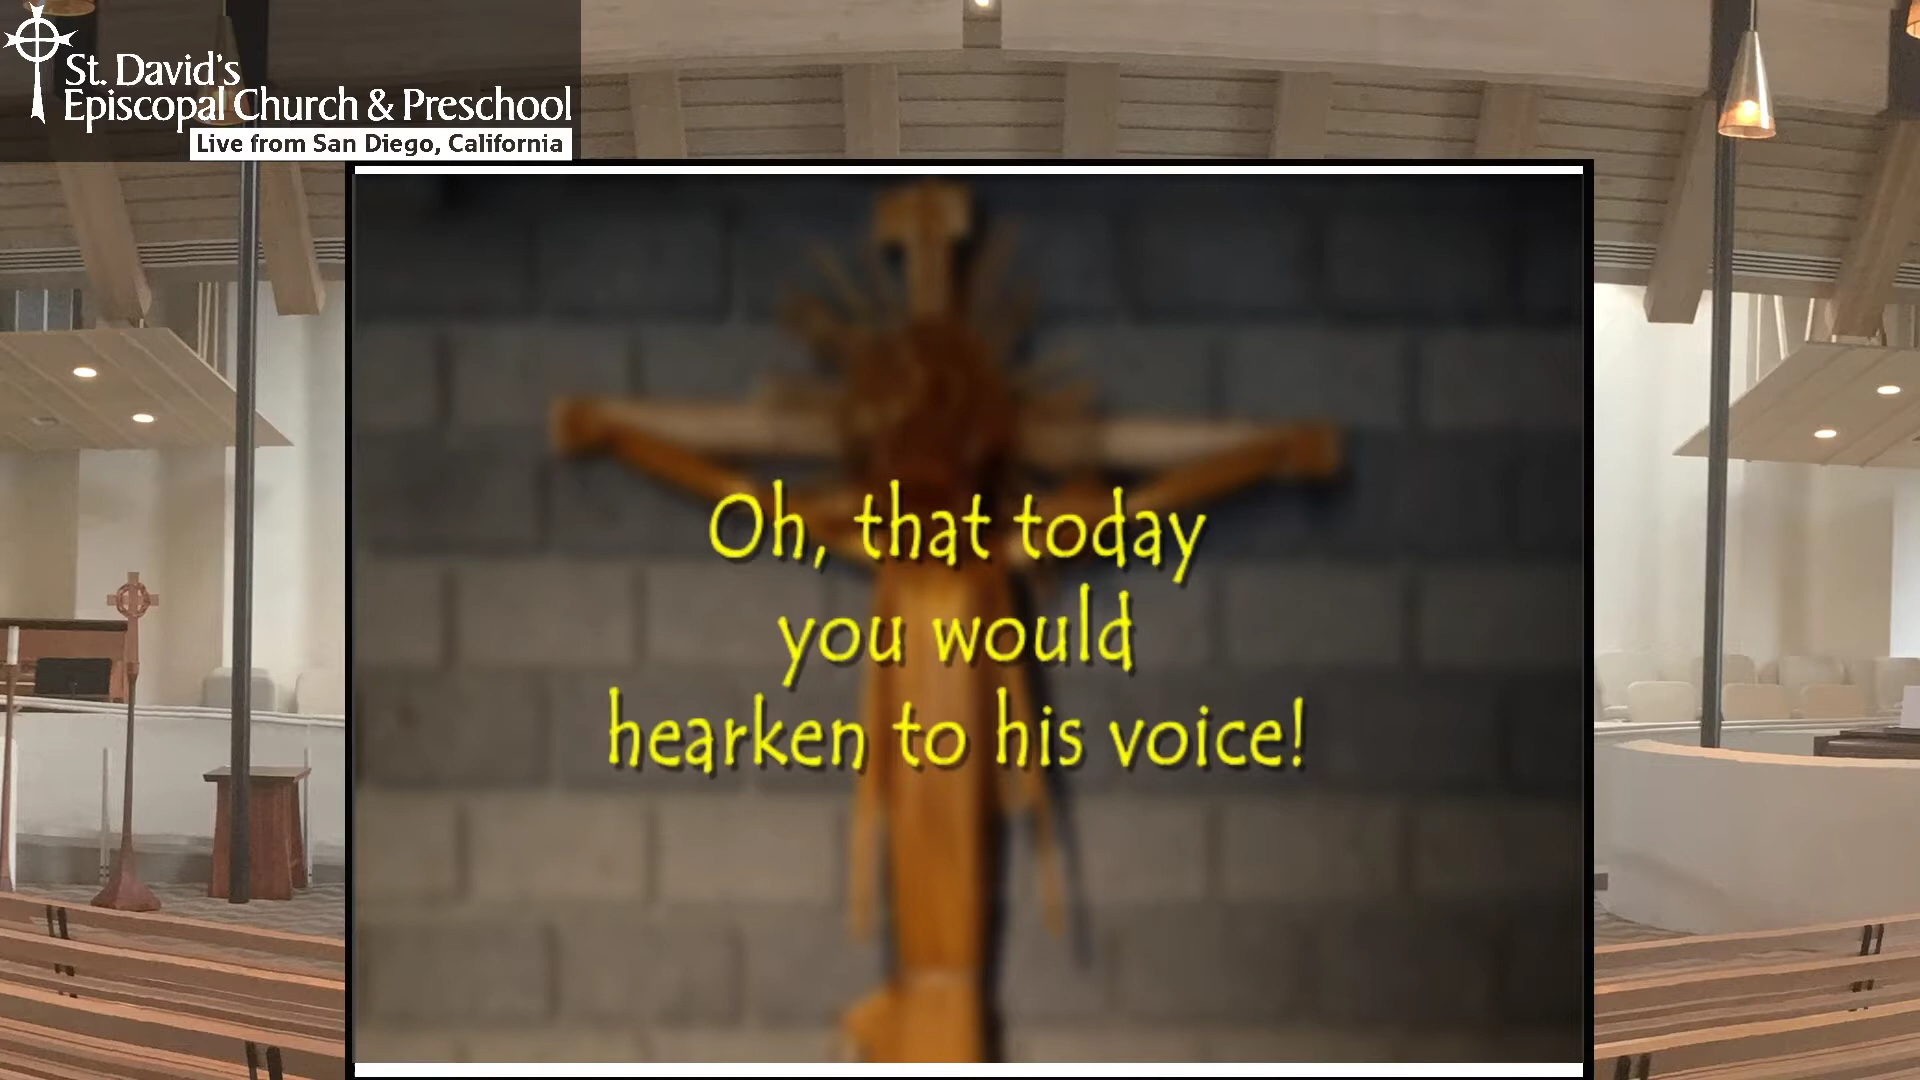 St. David's
Episcopal Church & Preschool
Live from San Diego, California
Oh, that today
you would
hearken to his voice!